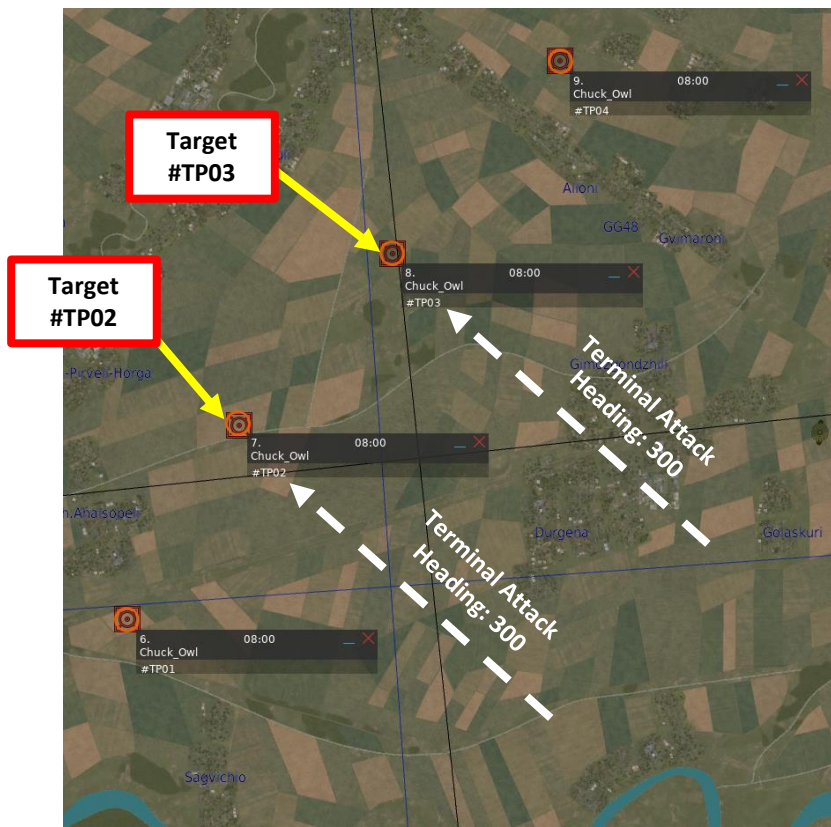 9. 08:00
Chuck_Owl
#TP04
Target
#TP03
Alioni
GG48
Gvimaroni
8. 08:00
Chuck_Owl
#TP03
Target
#TP02
-Pirveli-Horga
Terminal Attack
Heading: 300
7. 08:00
Chuck_Owl
#TP02
Terminal Attack
Heading: 300
Durgena
Golaskuri
6. 08:00
Chuck_Owl
#TP01
Sagvichio